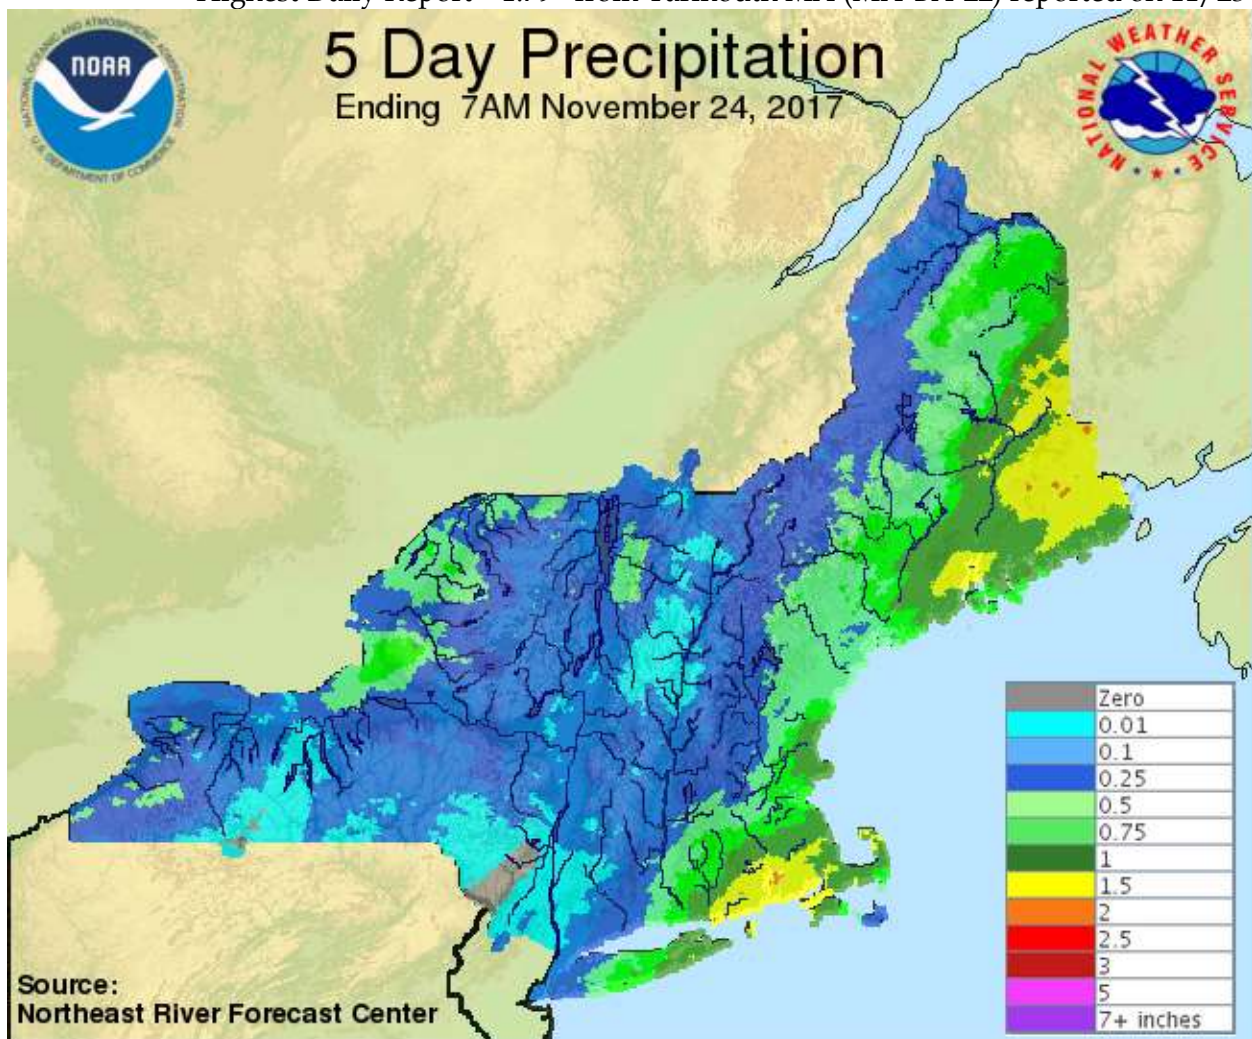 5 Day Precipitation
Ending 7AM November 24, 2017
NOAA
NATIONAL OCEANIC AND ATMOSPHERIC ADMINISTRATION
U.S. DEPARTMENT OF COMMERCE
NATIONAL WEATHER SERVICE
Zero
0.01
0.1
0.25
0.5
0.75
1
1.5
2
2.5
3
5
7+ inches
Source:
Northeast River Forecast Center